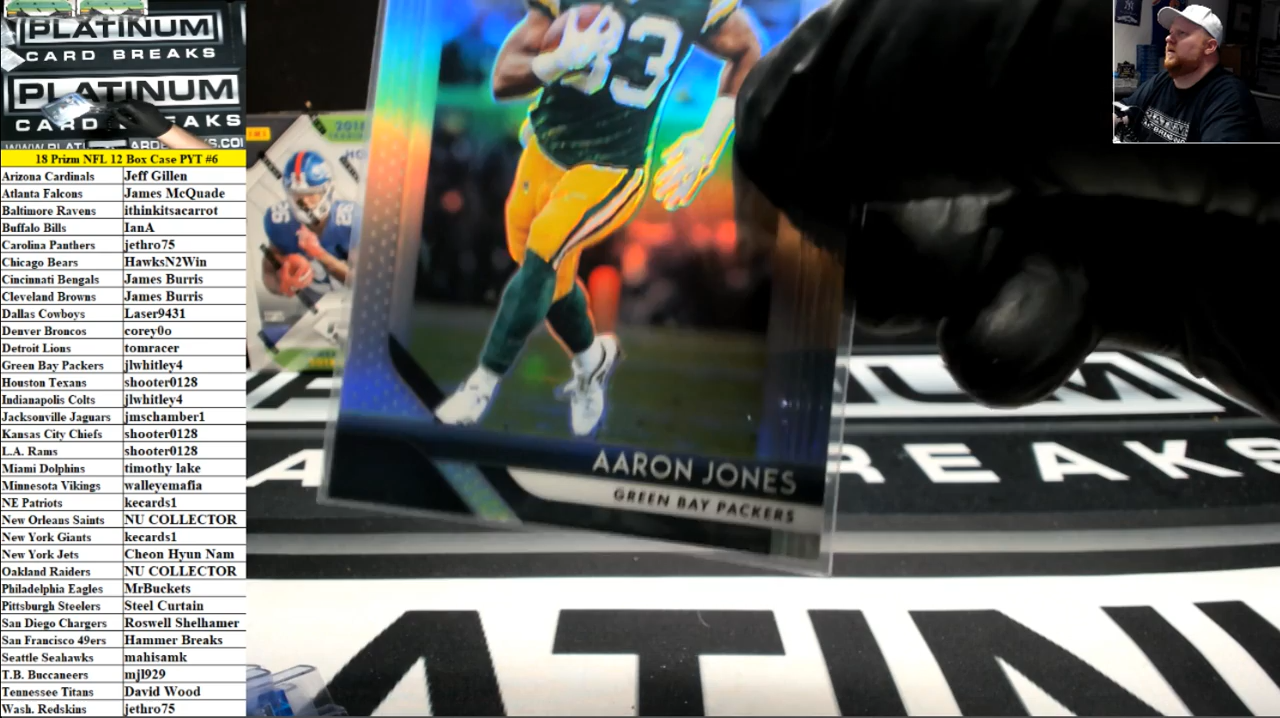 PLATINUM
CARD BREAKS
PLATINUM
CARD BREAKS
18 Prizm NFL 12 Box Case PYT #6
Arizona Cardinals Jeff Gillen
Atlanta Falcons James McQuade
Baltimore Ravens ithinkitsacarrot
Buffalo Bills IanA
Carolina Panthers jethro75
Chicago Bears HawksN2Win
Cincinnati Bengals James Burris
Cleveland Browns James Burris
Dallas Cowboys Laser9431
Denver Broncos corey0o
Detroit Lions tomracer
Green Bay Packers jlwhitley4
Houston Texans shooter0128
Indianapolis Colts jlwhitley4
Jacksonville Jaguars jmschamber1
Kansas City Chiefs shooter0128
L.A. Rams shooter0128
Miami Dolphins timothy lake
Minnesota Vikings walleyemafia
NE Patriots kecards1
New Orleans Saints NU COLLECTOR
New York Giants kecards1
New York Jets Cheon Hyun Nam
Oakland Raiders NU COLLECTOR
Philadelphia Eagles MrBuckets
Pittsburgh Steelers Steel Curtain
San Diego Chargers Roswell Shelhamer
San Francisco 49ers Hammer Breaks
Seattle Seahawks mahisamk
T.B. Buccaneers mjl929
Tennessee Titans David Wood
Wash. Redskins jethro75
33
AARON JONES
GREEN BAY PACKERS
REAKS
ATINU